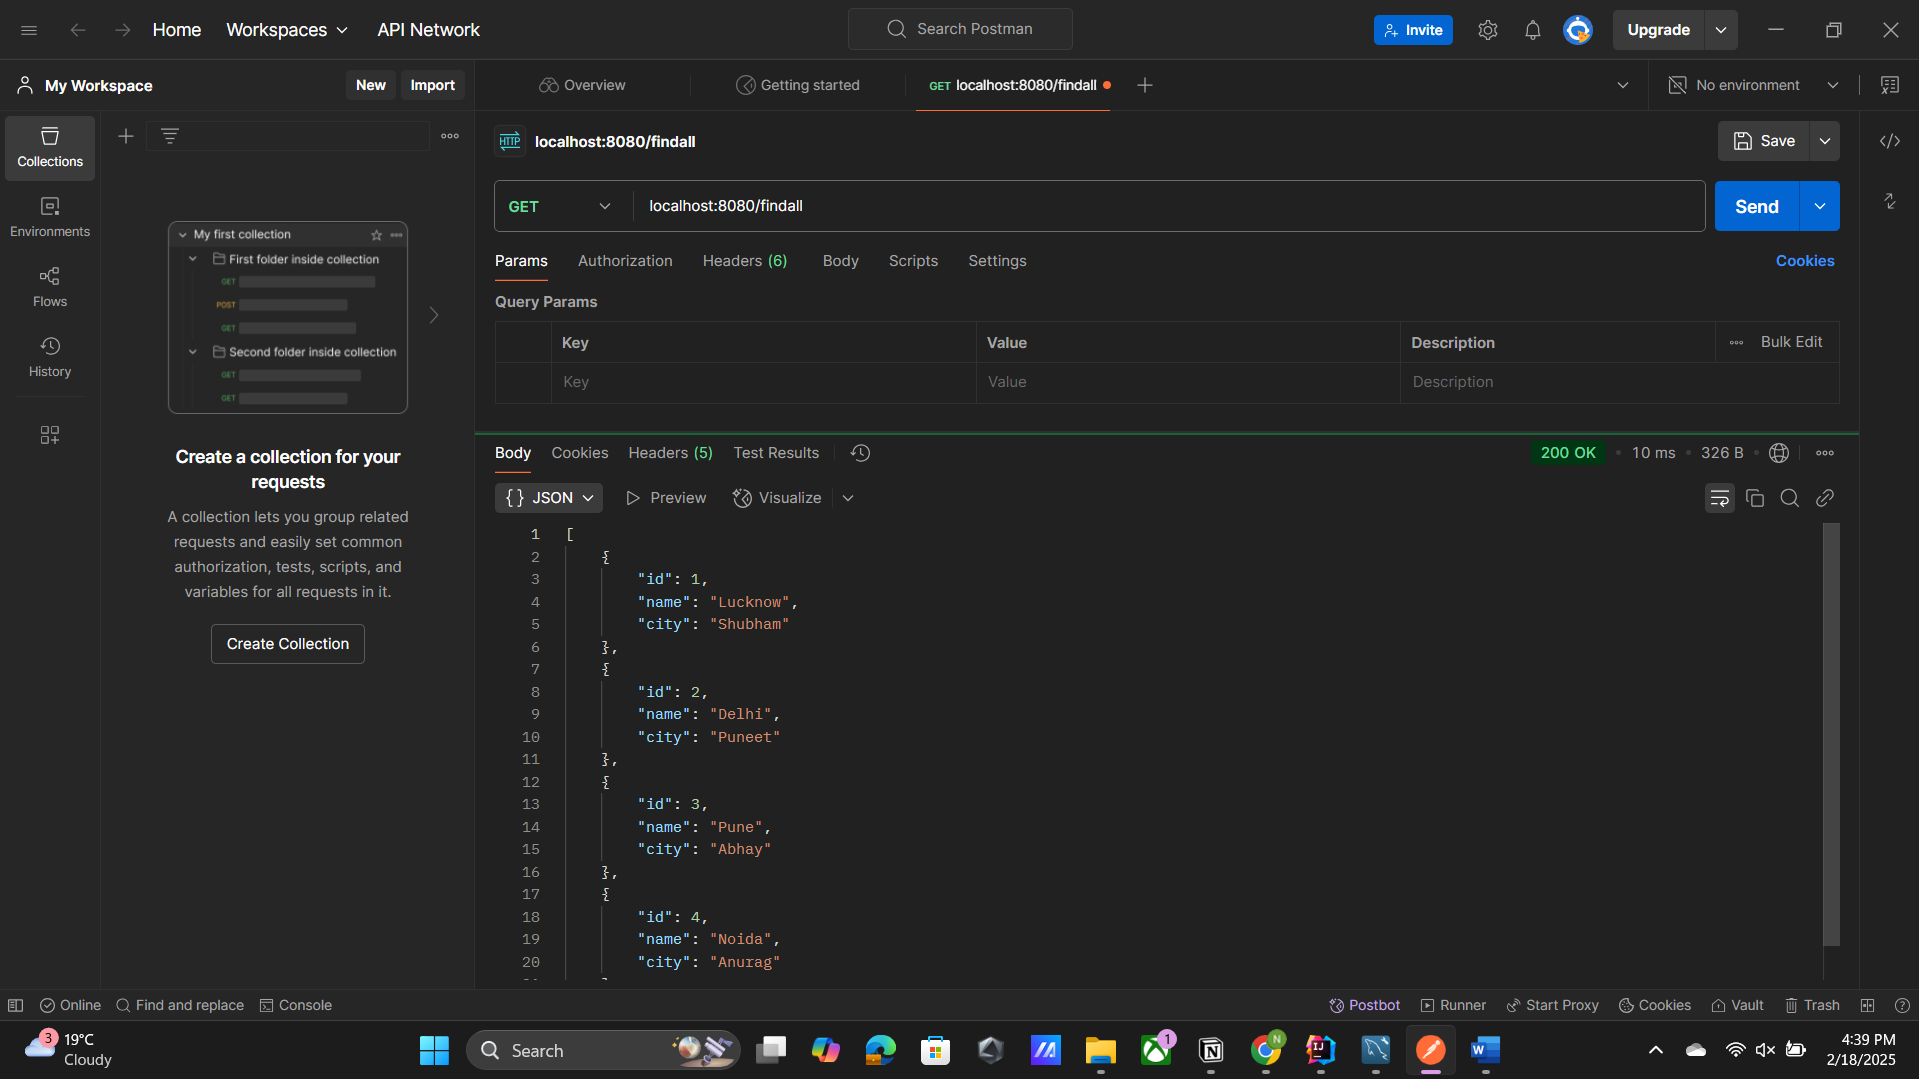 Home Workspaces API Network Search Postman Invite Upgrade
My Workspace New Import Overview Getting started GET localhost:8080/findall No environment
Collections
Environments
Flows
History
My first collection
First folder inside collection
GET
POST
GET
Second folder inside collection
GET
GET
Create a collection for your
requests
A collection lets you group related
requests and easily set common
authorization, tests, scripts, and
variables for all requests in it.
Create Collection
HTTP localhost:8080/findall Save
GET localhost:8080/findall Send
Params Authorization Headers (6) Body Scripts Settings Cookies
Query Params
Key Value Description Bulk Edit
Key Value Description
Body Cookies Headers (5) Test Results 200 OK • 10 ms • 326 B •
{} JSON Preview Visualize
1 [
2 {
3 "id": 1,
4 "name": "Lucknow",
5 "city": "Shubham"
6 },
7 {
8 "id": 2,
9 "name": "Delhi",
10 "city": "Puneet"
11 },
12 {
13 "id": 3,
14 "name": "Pune",
15 "city": "Abhay"
16 },
17 {
18 "id": 4,
19 "name": "Noida",
20 "city": "Anurag"
Online Find and replace Console Postbot Runner Start Proxy Cookies Vault Trash
3 19°C
Cloudy
Search
1
N
IJ
W
4:39 PM
2/18/2025